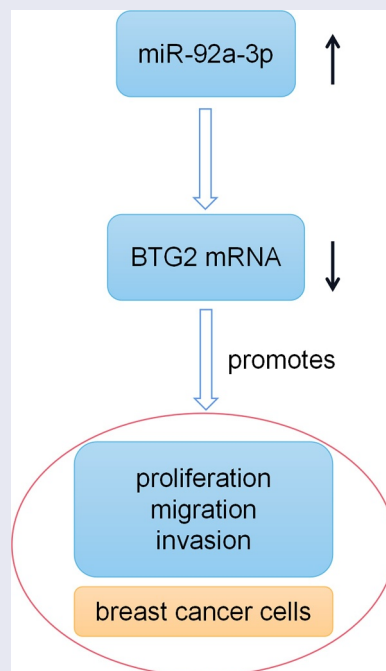 miR-92a-3p
BTG2 mRNA
promotes
proliferation
migration
invasion
breast cancer cells